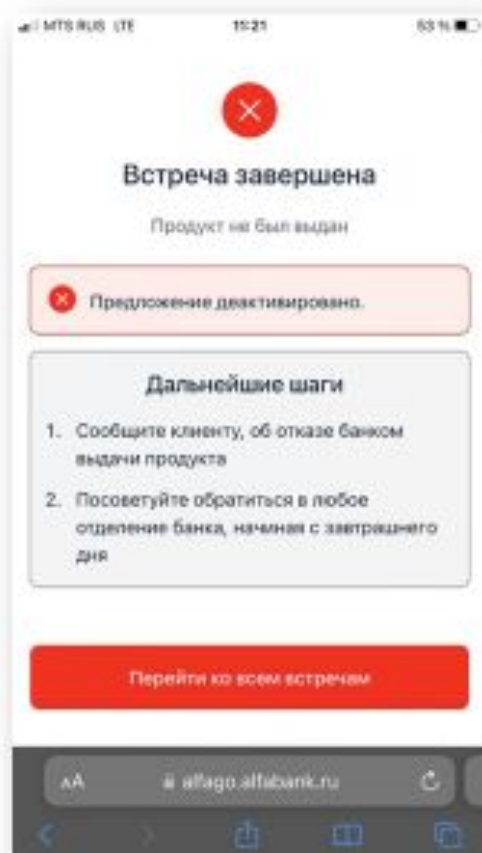 MTS RUS LTE 11:21 53 %
Встреча завершена
Продукт не был выдан
Предложение деактивировано.
Дальнейшие шаги
1. Сообщите клиенту, об отказе банком
выдачи продукта
2. Посоветуйте обратиться в любое
отделение банка, начиная с завтрашнего
дня
Перейти ко всем встречам
AA alfago.alfabank.ru